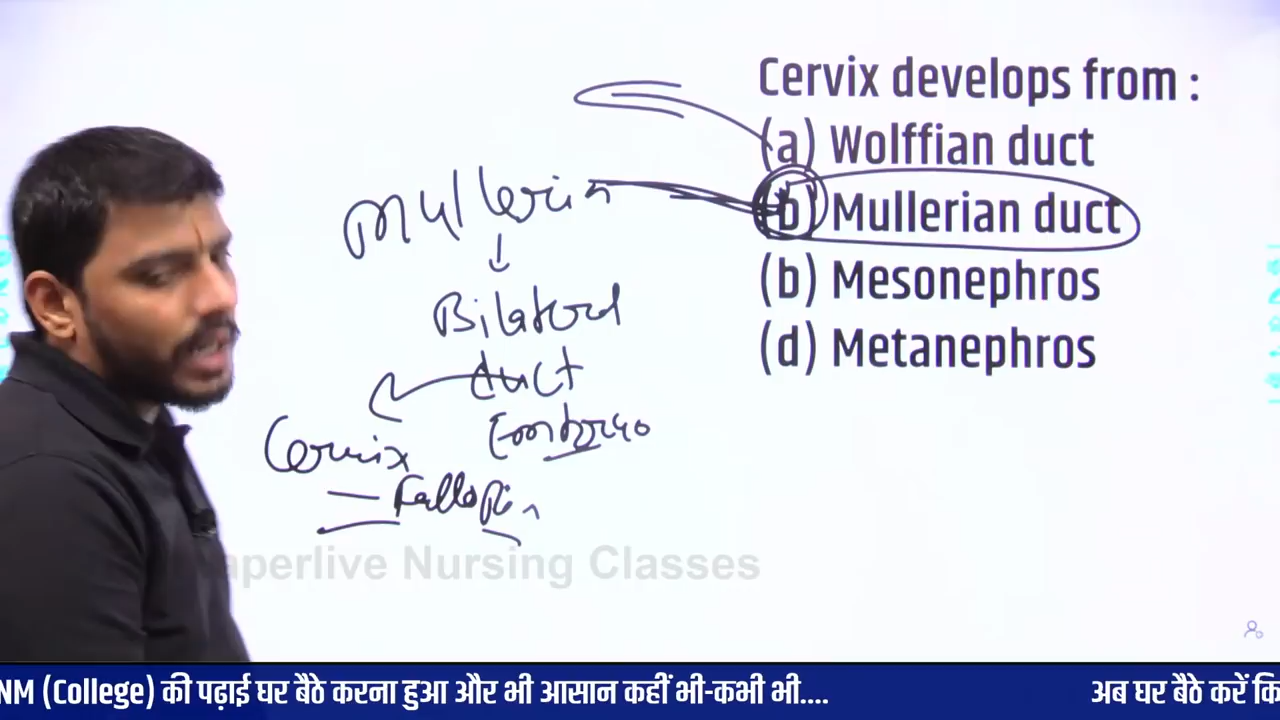 Cervix develops from :
(a) Wolffian duct
(b) Mullerian duct
(b) Mesonephros
(d) Metanephros
Mullerian
Bilateral
duct
Embryo
Cervix
Fallopian
aperlive Nursing Classes
NM (College) की पढ़ाई घर बैठे करना हुआ और भी आसान कहीं भी-कभी भी.... अब घर बैठे करें कि